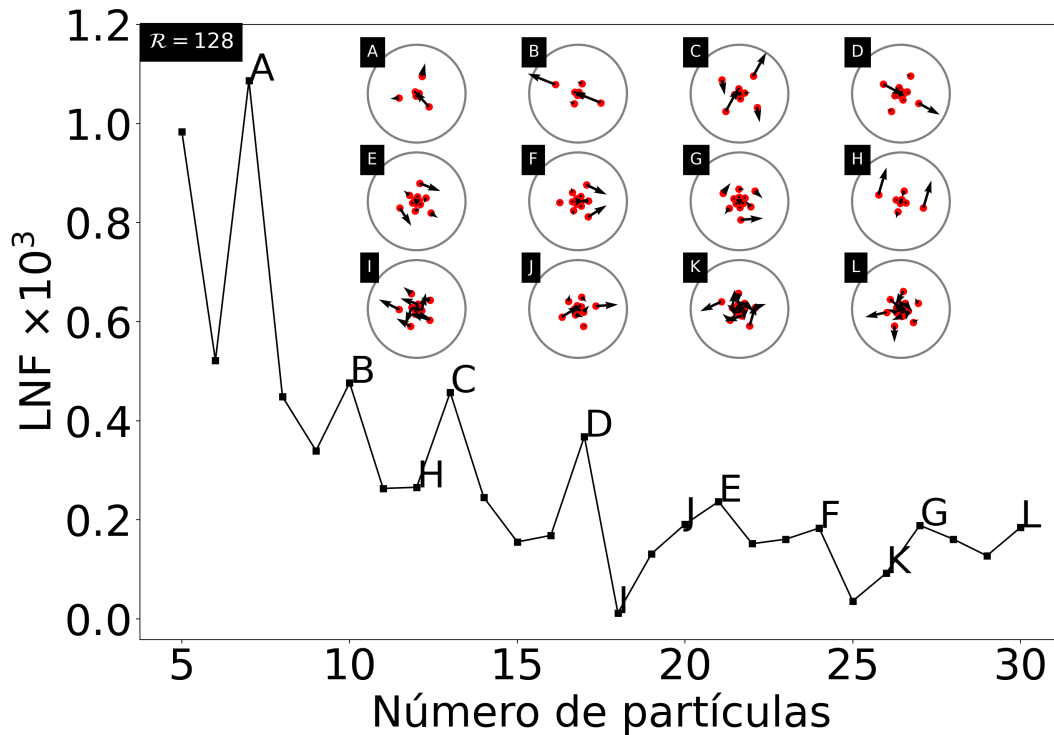 1.2
R = 128
A
B
C
D
A
1.0
E
F
G
H
0.8
I
J
K
L
0.6
LNF ×10³
B
C
0.4
D
H
J
E
F
G
L
0.2
K
I
0.0
5
10
15
20
25
30
Número de partículas